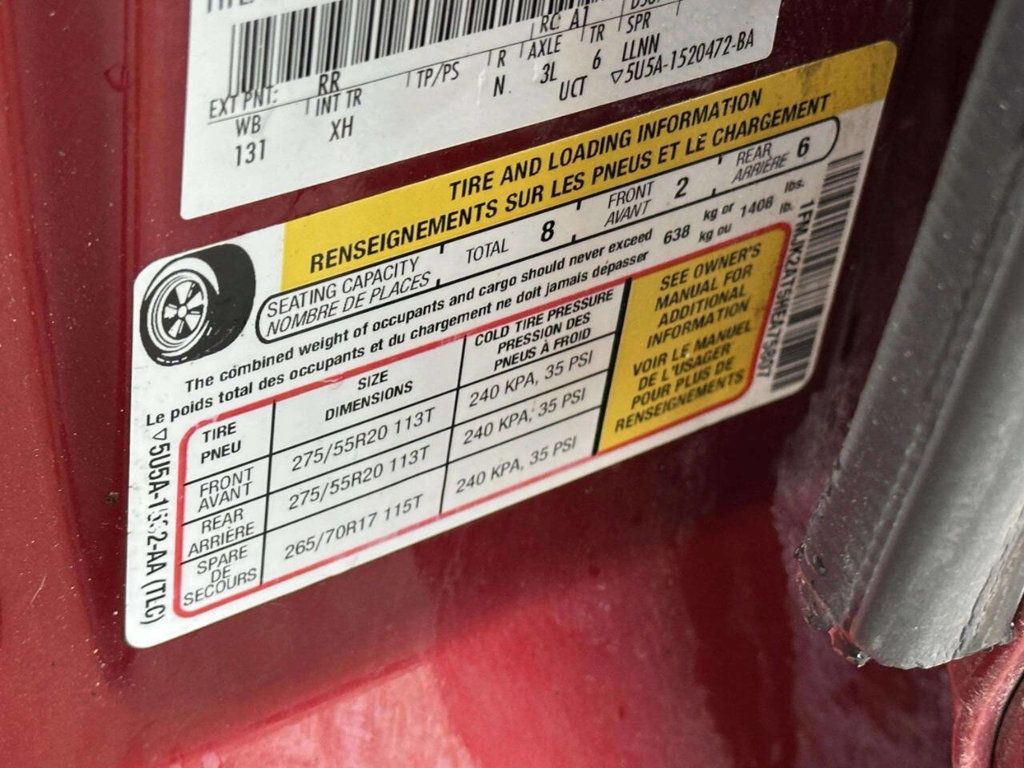 RC A1 DSO
EXT PNT: RR TP/PS R AXLE TR SPR
WB INT TR N 3L 6 LLNN
131 XH UCT ▽5U5A-1520472-BA
TIRE AND LOADING INFORMATION
RENSEIGNEMENTS SUR LES PNEUS ET LE CHARGEMENT
SEATING CAPACITY TOTAL 8 FRONT 2 REAR 6
NOMBRE DE PLACES AVANT ARRIÈRE
The combined weight of occupants and cargo should never exceed 638 kg or 1408 lbs.
Le poids total des occupants et du chargement ne doit jamais dépasser kg ou lb.
TIRE SIZE COLD TIRE PRESSURE
PNEU DIMENSIONS PRESSION DES
PNEUS À FROID
FRONT 275/55R20 113T 240 KPA, 35 PSI
AVANT
REAR 275/55R20 113T 240 KPA, 35 PSI
ARRIÈRE
SPARE 265/70R17 115T 240 KPA, 35 PSI
DE
SECOURS
SEE OWNER'S
MANUAL FOR
ADDITIONAL
INFORMATION
VOIR LE MANUEL
DE L'USAGER
POUR PLUS DE
RENSEIGNEMENTS
(TLC)